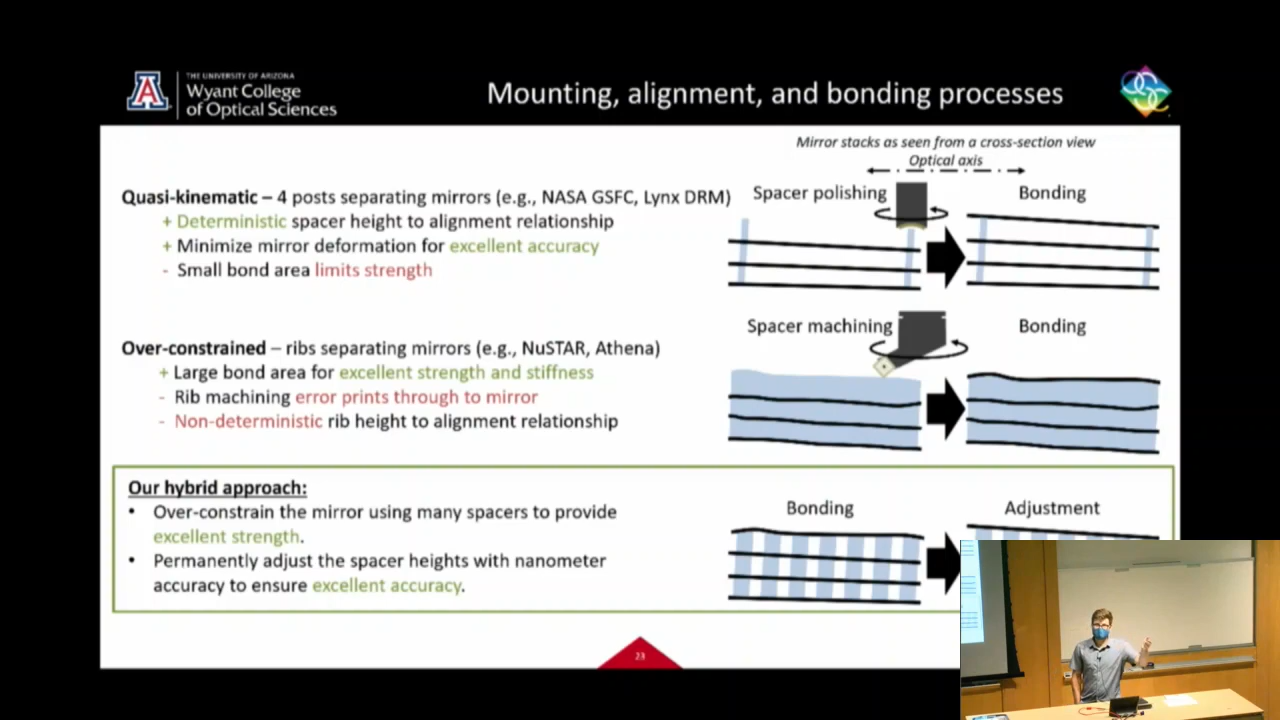 THE UNIVERSITY OF ARIZONA
Wyant College
of Optical Sciences
Mounting, alignment, and bonding processes
Mirror stacks as seen from a cross-section view
Optical axis
Quasi-kinematic – 4 posts separating mirrors (e.g., NASA GSFC, Lynx DRM)
+ Deterministic spacer height to alignment relationship
+ Minimize mirror deformation for excellent accuracy
- Small bond area limits strength
Spacer polishing
Bonding
Over-constrained – ribs separating mirrors (e.g., NuSTAR, Athena)
+ Large bond area for excellent strength and stiffness
- Rib machining error prints through to mirror
- Non-deterministic rib height to alignment relationship
Spacer machining
Bonding
Our hybrid approach:
• Over-constrain the mirror using many spacers to provide
excellent strength.
• Permanently adjust the spacer heights with nanometer
accuracy to ensure excellent accuracy.
Bonding
Adjustment
23